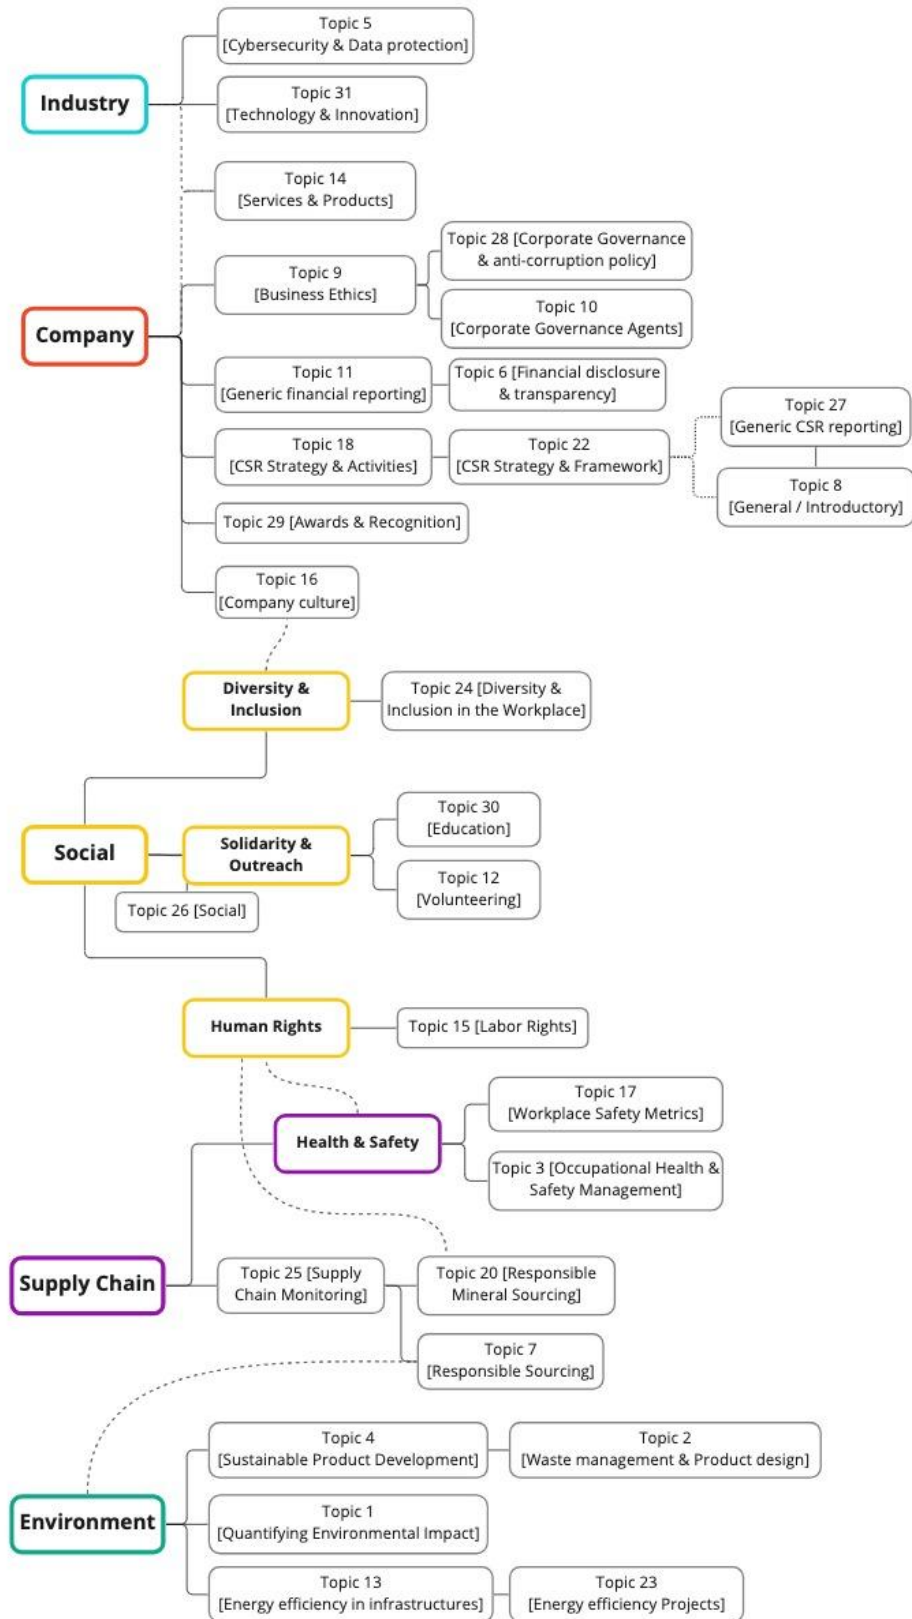 Topic 5
[Cybersecurity & Data protection]
Industry
Topic 31
[Technology & Innovation]
Topic 14
[Services & Products]
Topic 28 [Corporate Governance
& anti-corruption policy]
Topic 9
[Business Ethics]
Topic 10
[Corporate Governance Agents]
Company
Topic 11
[Generic financial reporting]
Topic 6 [Financial disclosure
& transparency]
Topic 27
[Generic CSR reporting]
Topic 18
[CSR Strategy & Activities]
Topic 22
[CSR Strategy & Framework]
Topic 8
[General / Introductory]
Topic 29 [Awards & Recognition]
Topic 16
[Company culture]
Diversity &
Inclusion
Topic 24 [Diversity &
Inclusion in the Workplace]
Topic 30
[Education]
Social
Solidarity &
Outreach
Topic 12
[Volunteering]
Topic 26 [Social]
Human Rights
Topic 15 [Labor Rights]
Topic 17
[Workplace Safety Metrics]
Health & Safety
Topic 3 [Occupational Health &
Safety Management]
Supply Chain
Topic 25 [Supply
Chain Monitoring]
Topic 20 [Responsible
Mineral Sourcing]
Topic 7
[Responsible Sourcing]
Topic 4
[Sustainable Product Development]
Topic 2
[Waste management & Product design]
Environment
Topic 1
[Quantifying Environmental Impact]
Topic 13
[Energy efficiency in infrastructures]
Topic 23
[Energy efficiency Projects]